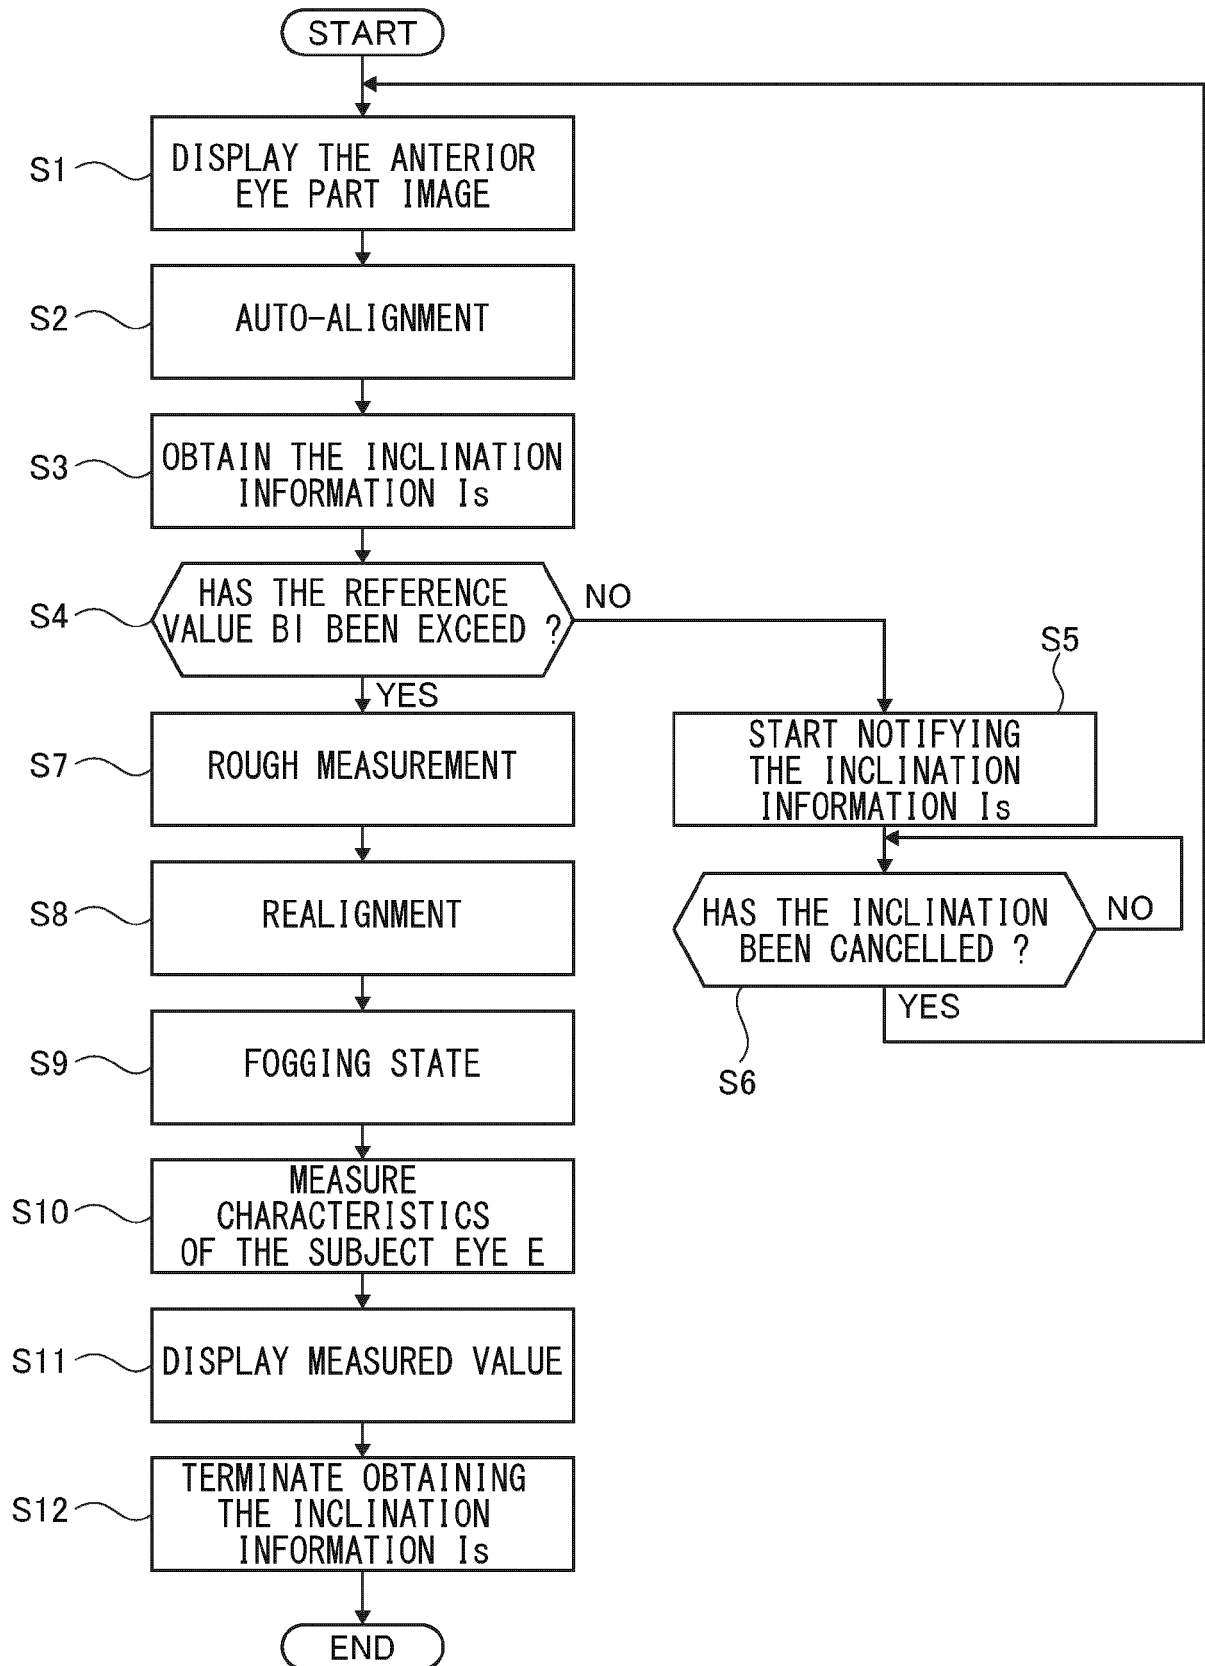 START
S1
DISPLAY THE ANTERIOR
EYE PART IMAGE
S2
AUTO-ALIGNMENT
S3
OBTAIN THE INCLINATION
INFORMATION Is
S4
HAS THE REFERENCE
VALUE BI BEEN EXCEED ?
NO
YES
S5
START NOTIFYING
THE INCLINATION
INFORMATION Is
S6
HAS THE INCLINATION
BEEN CANCELLED ?
NO
YES
S7
ROUGH MEASUREMENT
S8
REALIGNMENT
S9
FOGGING STATE
S10
MEASURE
CHARACTERISTICS
OF THE SUBJECT EYE E
S11
DISPLAY MEASURED VALUE
S12
TERMINATE OBTAINING
THE INCLINATION
INFORMATION Is
END